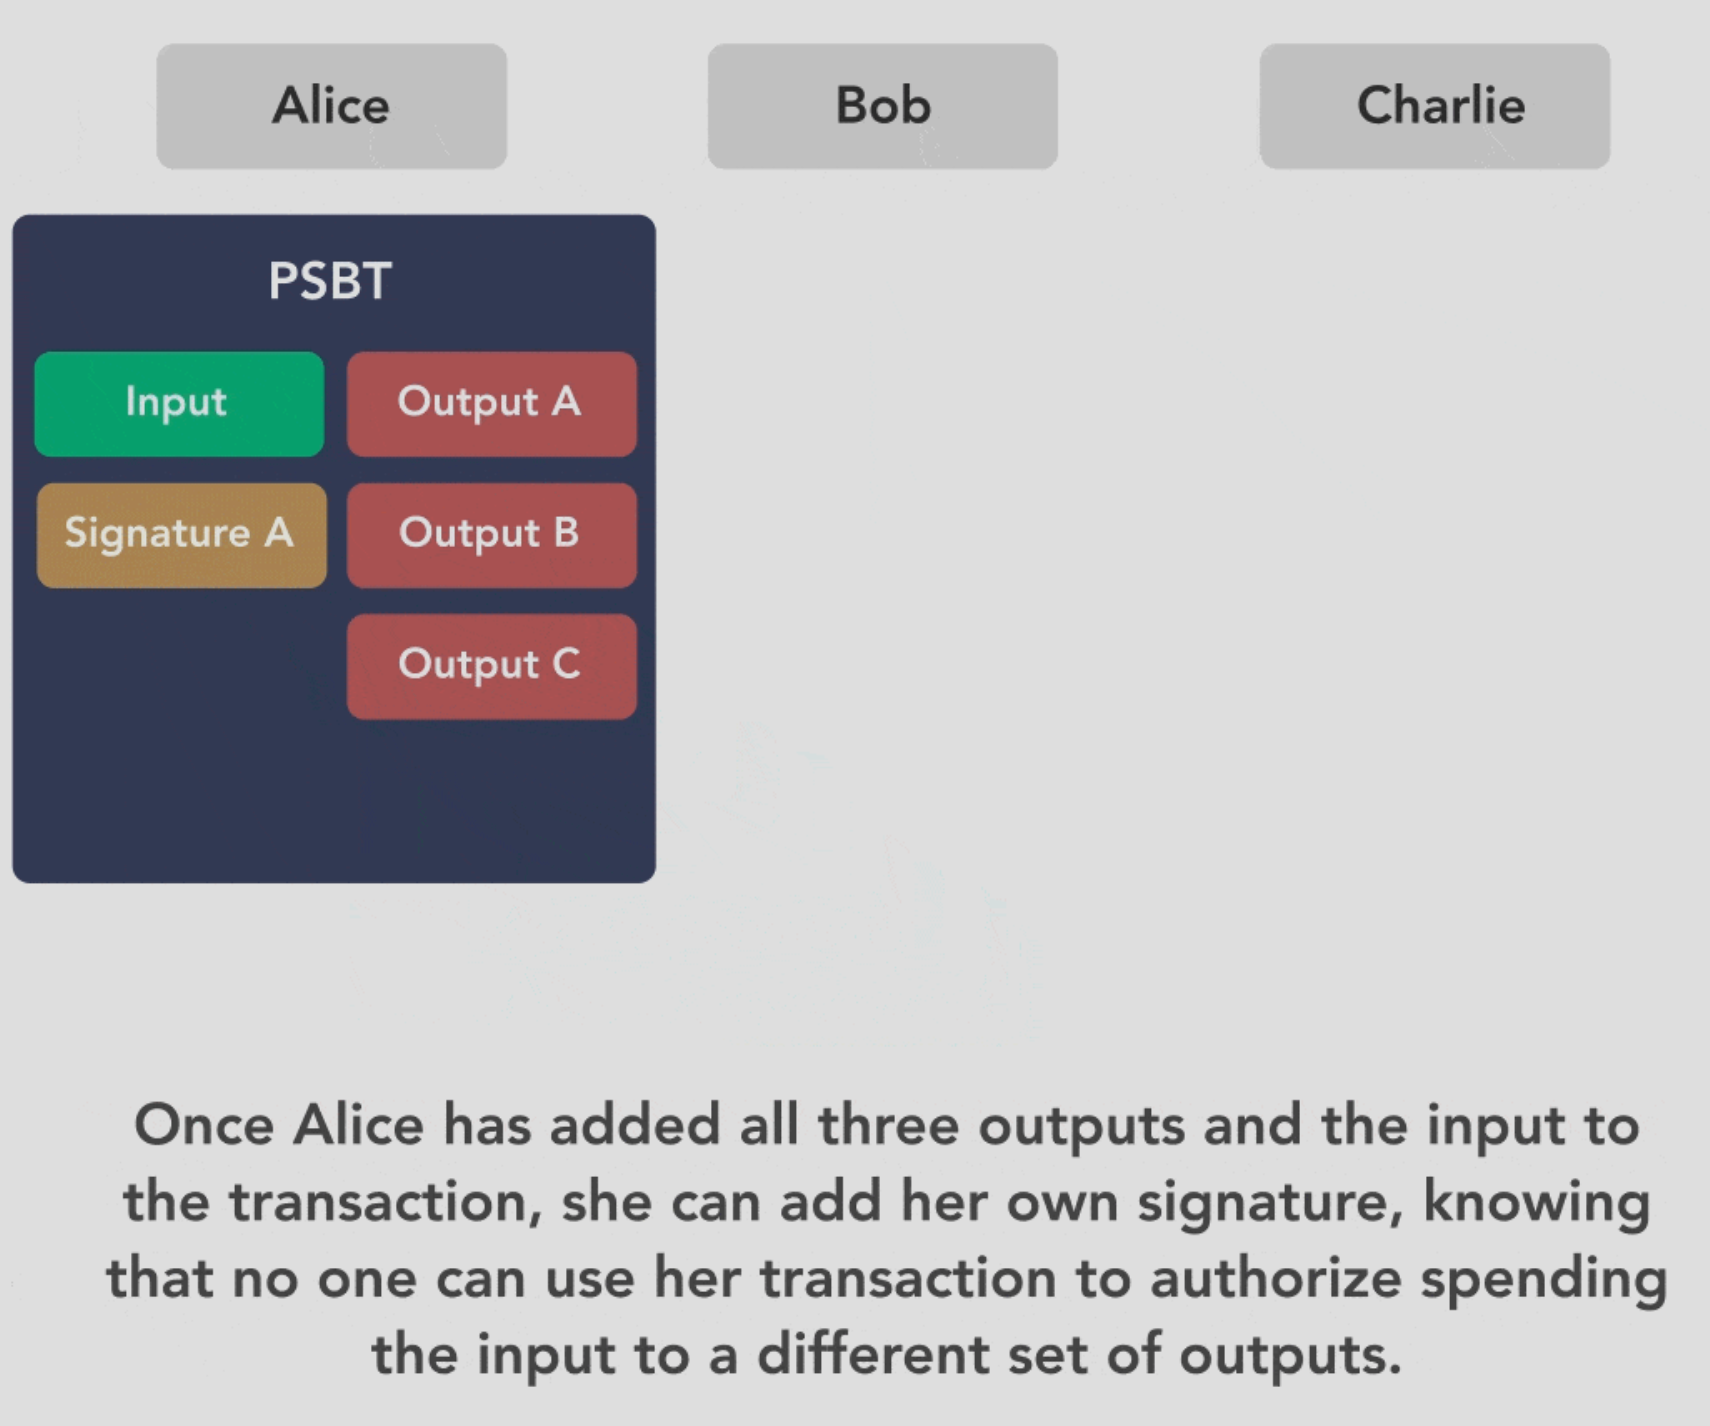 Alice
Bob
Charlie
PSBT
Input
Output A
Signature A
Output B
Output C
Once Alice has added all three outputs and the input to
the transaction, she can add her own signature, knowing
that no one can use her transaction to authorize spending
the input to a different set of outputs.